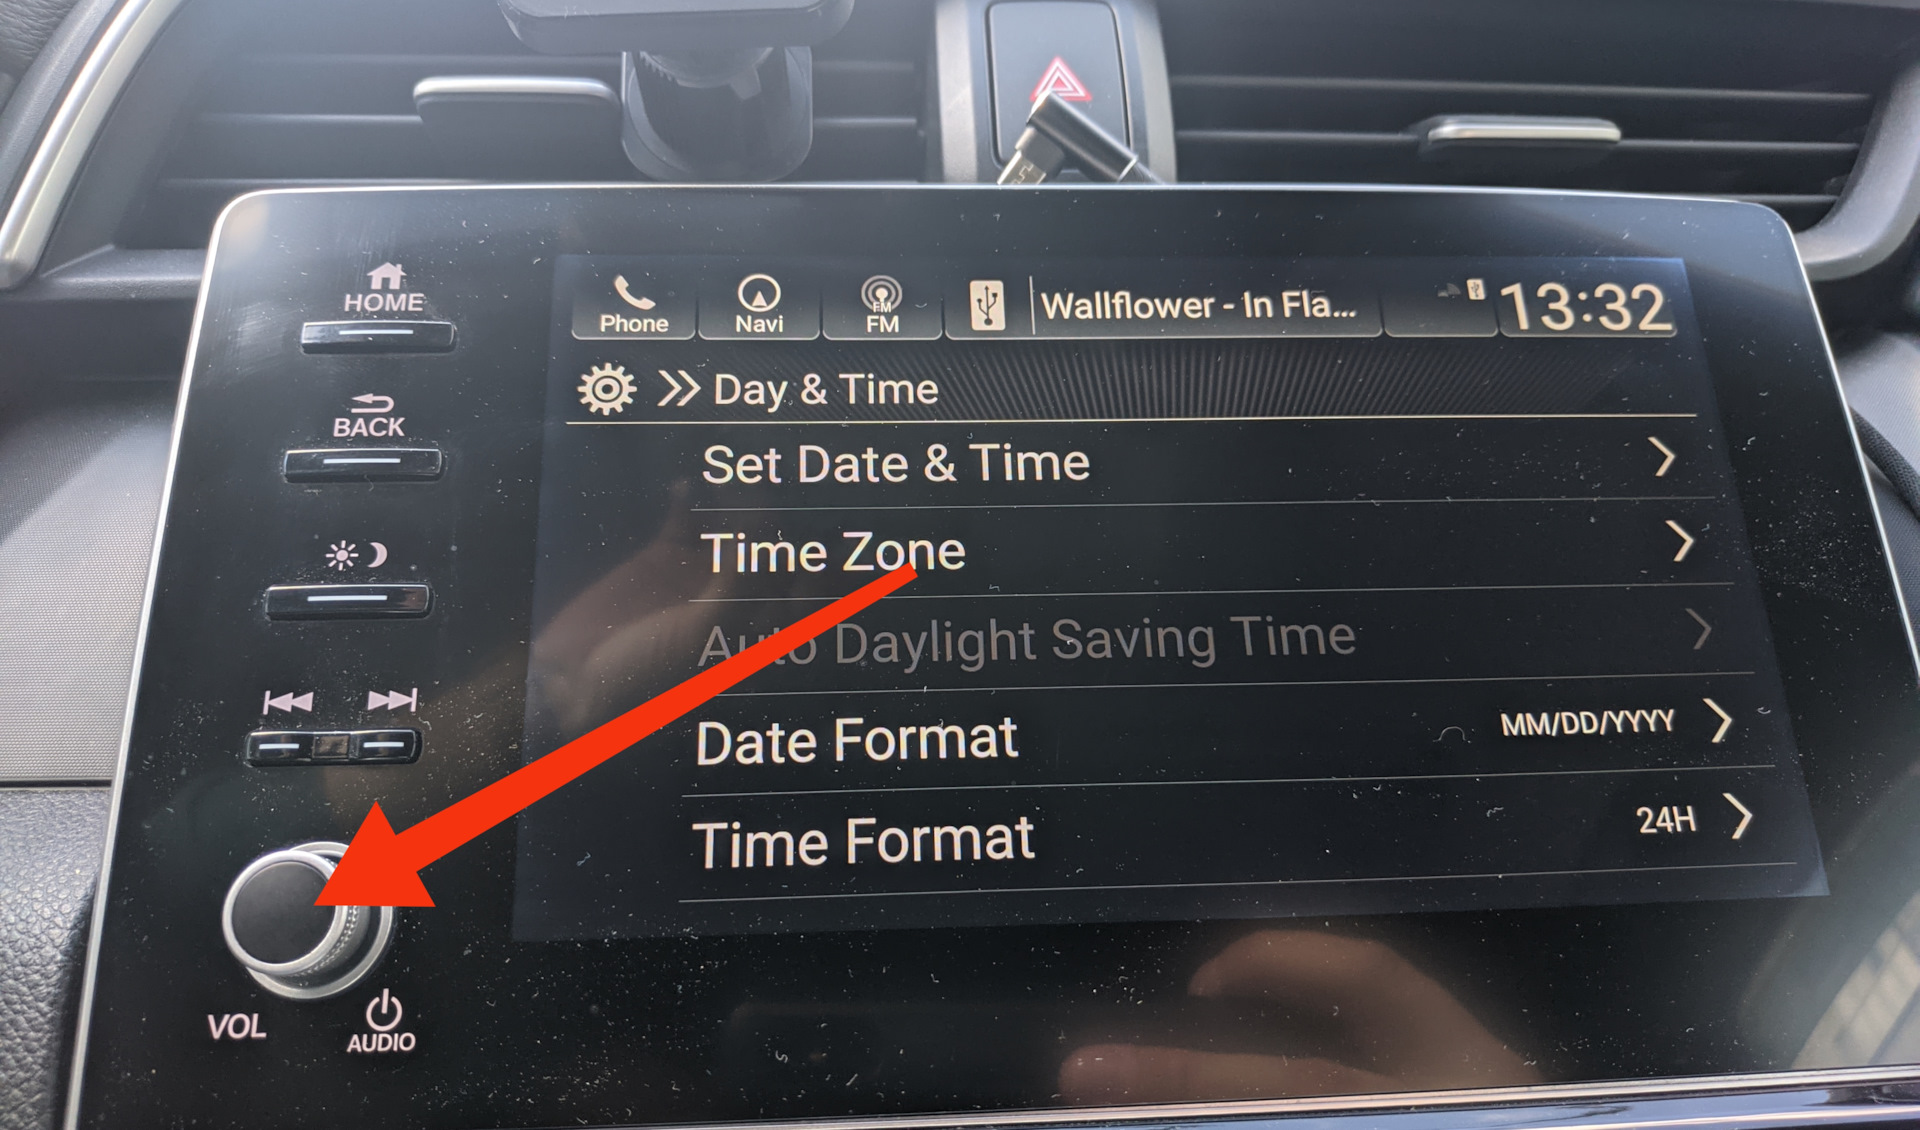 HOME
BACK
VOL
AUDIO
Phone
Navi
FM
FM
Wallflower - In Fla...
13:32
Day & Time
Set Date & Time
Time Zone
Auto Daylight Saving Time
Date Format MM/DD/YYYY
Time Format 24H